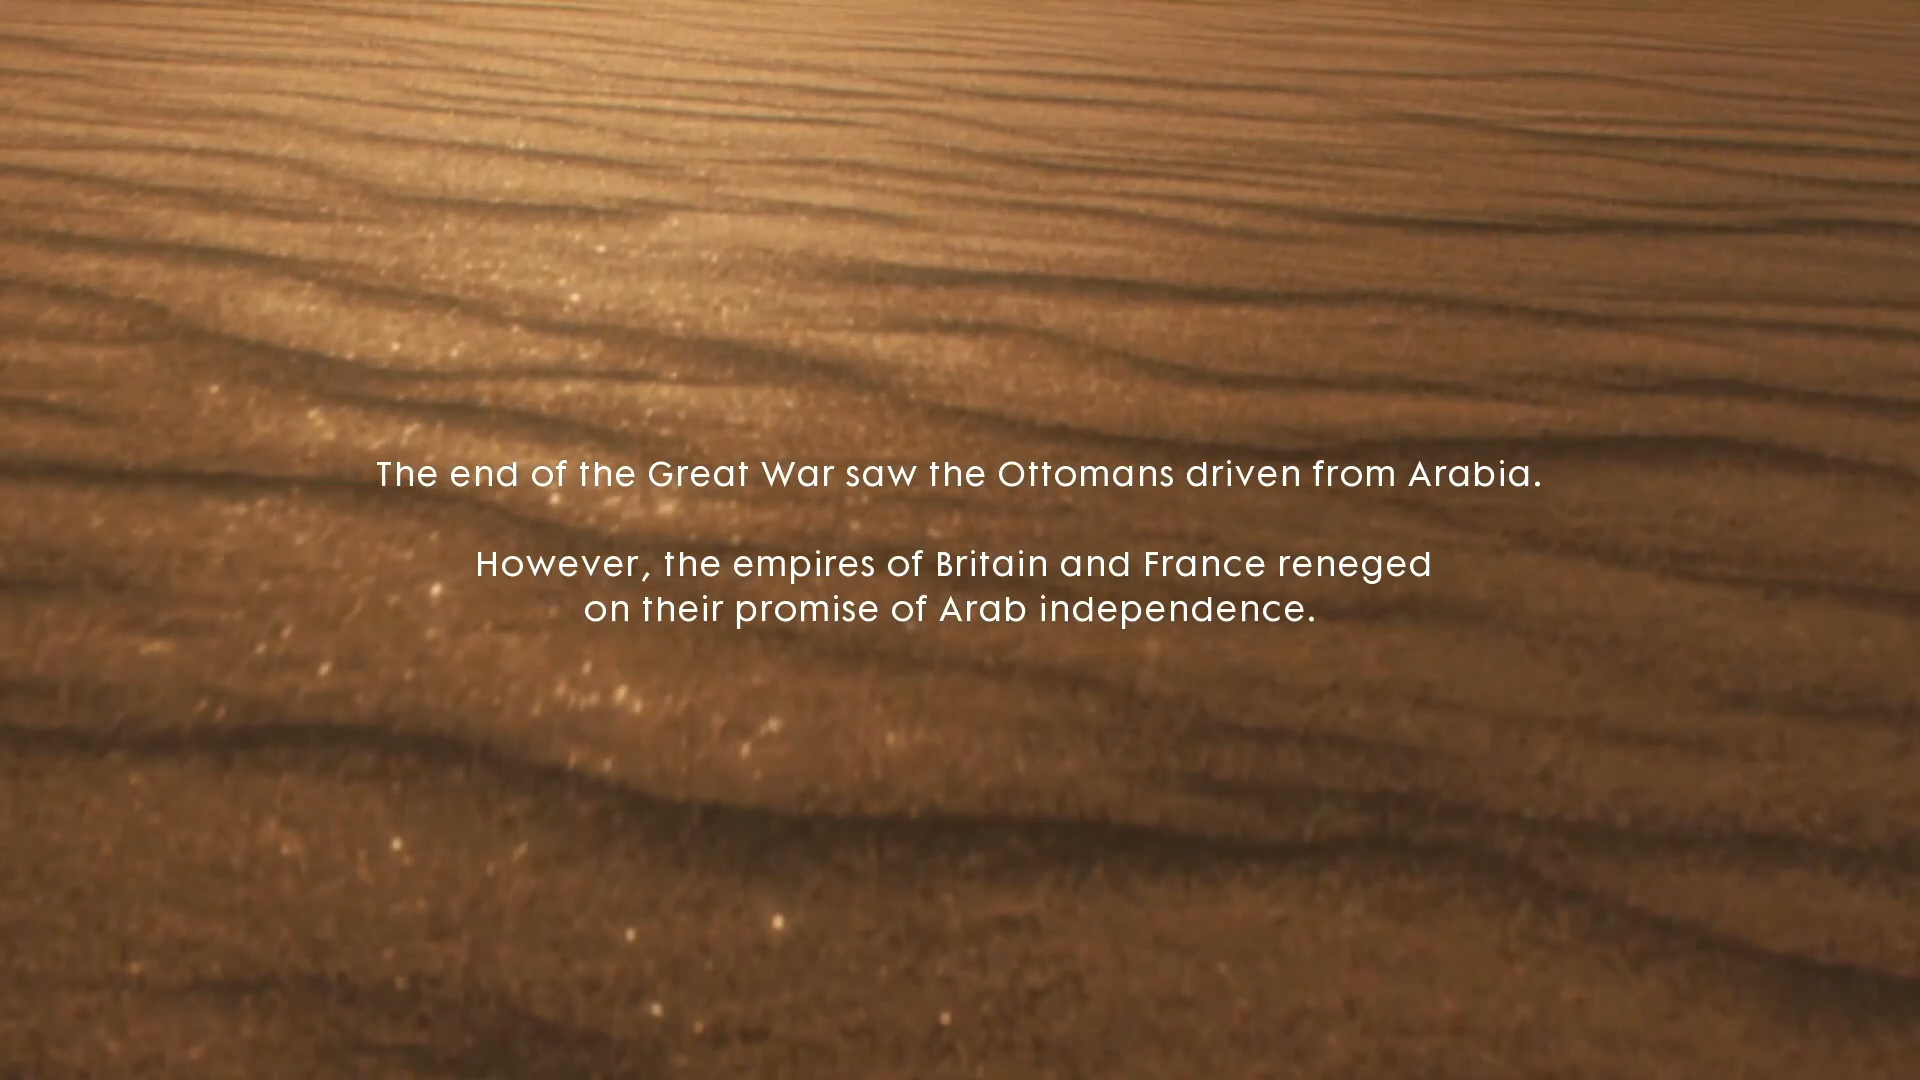 The end of the Great War saw the Ottomans driven from Arabia.
However, the empires of Britain and France reneged
on their promise of Arab independence.